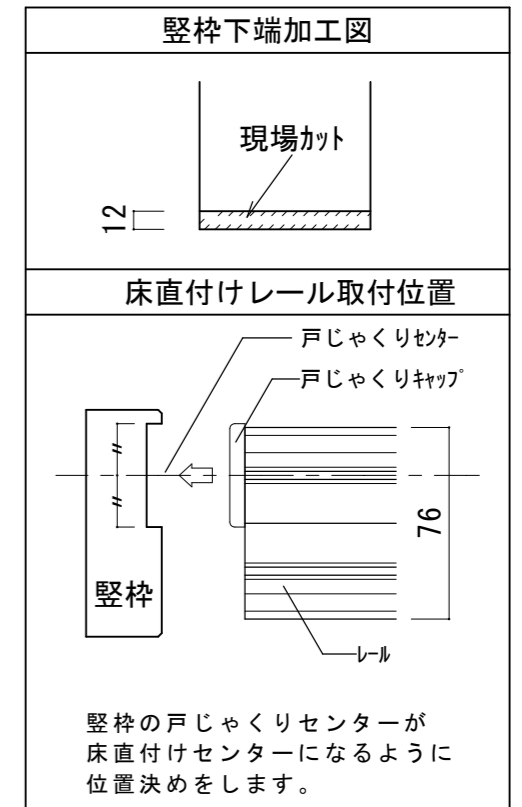 竪枠下端加工図
現場ｶｯﾄ
12
床直付けレール取付位置
戸じゃくりｾﾝﾀｰ
戸じゃくりｷｬｯﾌﾟ
〃
〃
76
竪枠
ﾚｰﾙ
竪枠の戸じゃくりセンターが
床直付けセンターになるように
位置決めをします。